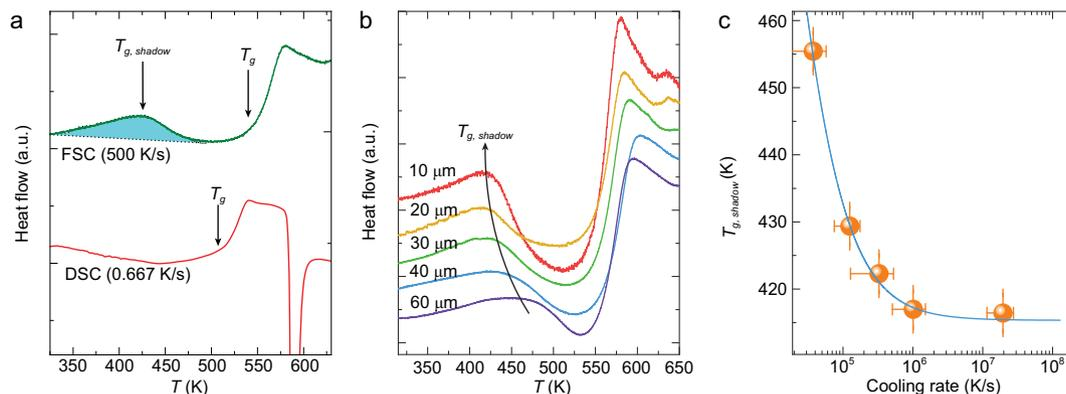 a
T_g, shadow
T_g
FSC (500 K/s)
T_g
DSC (0.667 K/s)
Heat flow (a.u.)
350 400 450 500 550 600
T (K)
b
T_g, shadow
10 μm
20 μm
30 μm
40 μm
60 μm
Heat flow (a.u.)
350 400 450 500 550 600 650
T (K)
c
460
450
440
430
420
T_g, shadow (K)
10^5 10^6 10^7 10^8
Cooling rate (K/s)